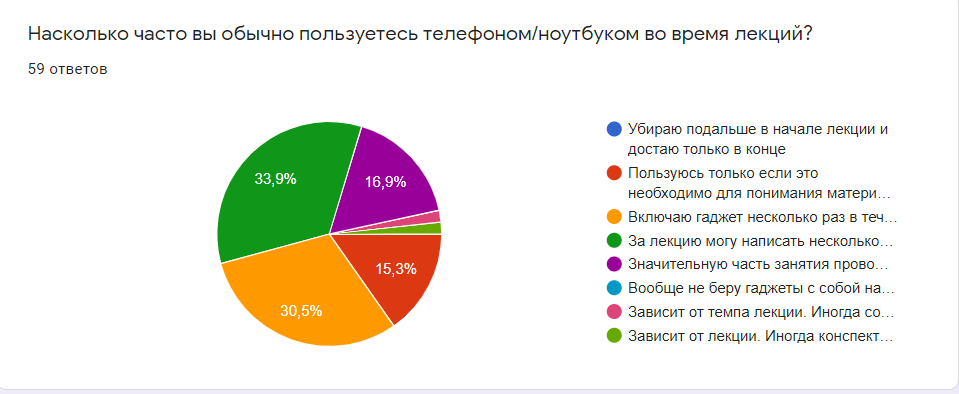 Насколько часто вы обычно пользуетесь телефоном/ноутбуком во время лекций?
59 ответов
33,9%
16,9%
15,3%
30,5%
Убираю подальше в начале лекции и
достаю только в конце
Пользуюсь только если это
необходимо для понимания матери...
Включаю гаджет несколько раз в теч...
За лекцию могу написать несколько...
Значительную часть занятия прово...
Вообще не беру гаджеты с собой на...
Зависит от темпа лекции. Иногда со...
Зависит от лекции. Иногда конспект...